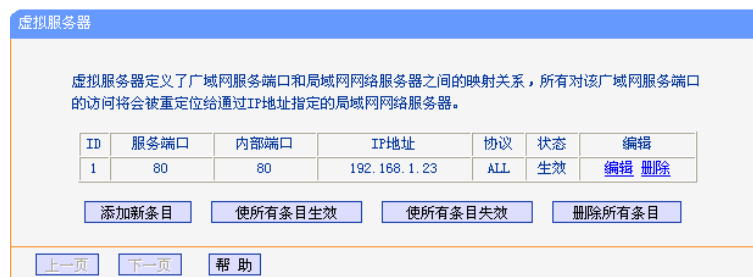 虚拟服务器
虚拟服务器定义了广域网服务端口和局域网网络服务器之间的映射关系，所有对该广域网服务端口
的访问将会被重定位给通过IP地址指定的局域网网络服务器。
ID 服务端口 内部端口 IP地址 协议 状态 编辑
1 80 80 192.168.1.23 ALL 生效 编辑 删除
添加新条目 使所有条目生效 使所有条目失效 删除所有条目
上一页 下一页 帮 助